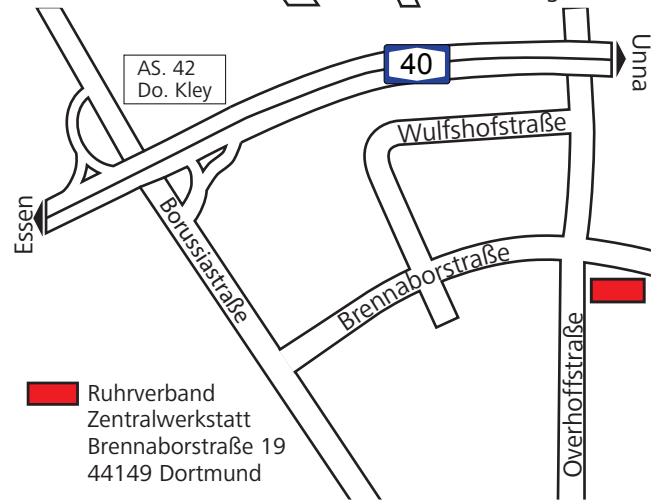 AS. 42
Do. Kley
40
Unna
Wulfshofstraße
Essen
Borussiastraße
Brennaborstraße
Overhoffstraße
Ruhrverband
Zentralwerkstatt
Brennaborstraße 19
44149 Dortmund